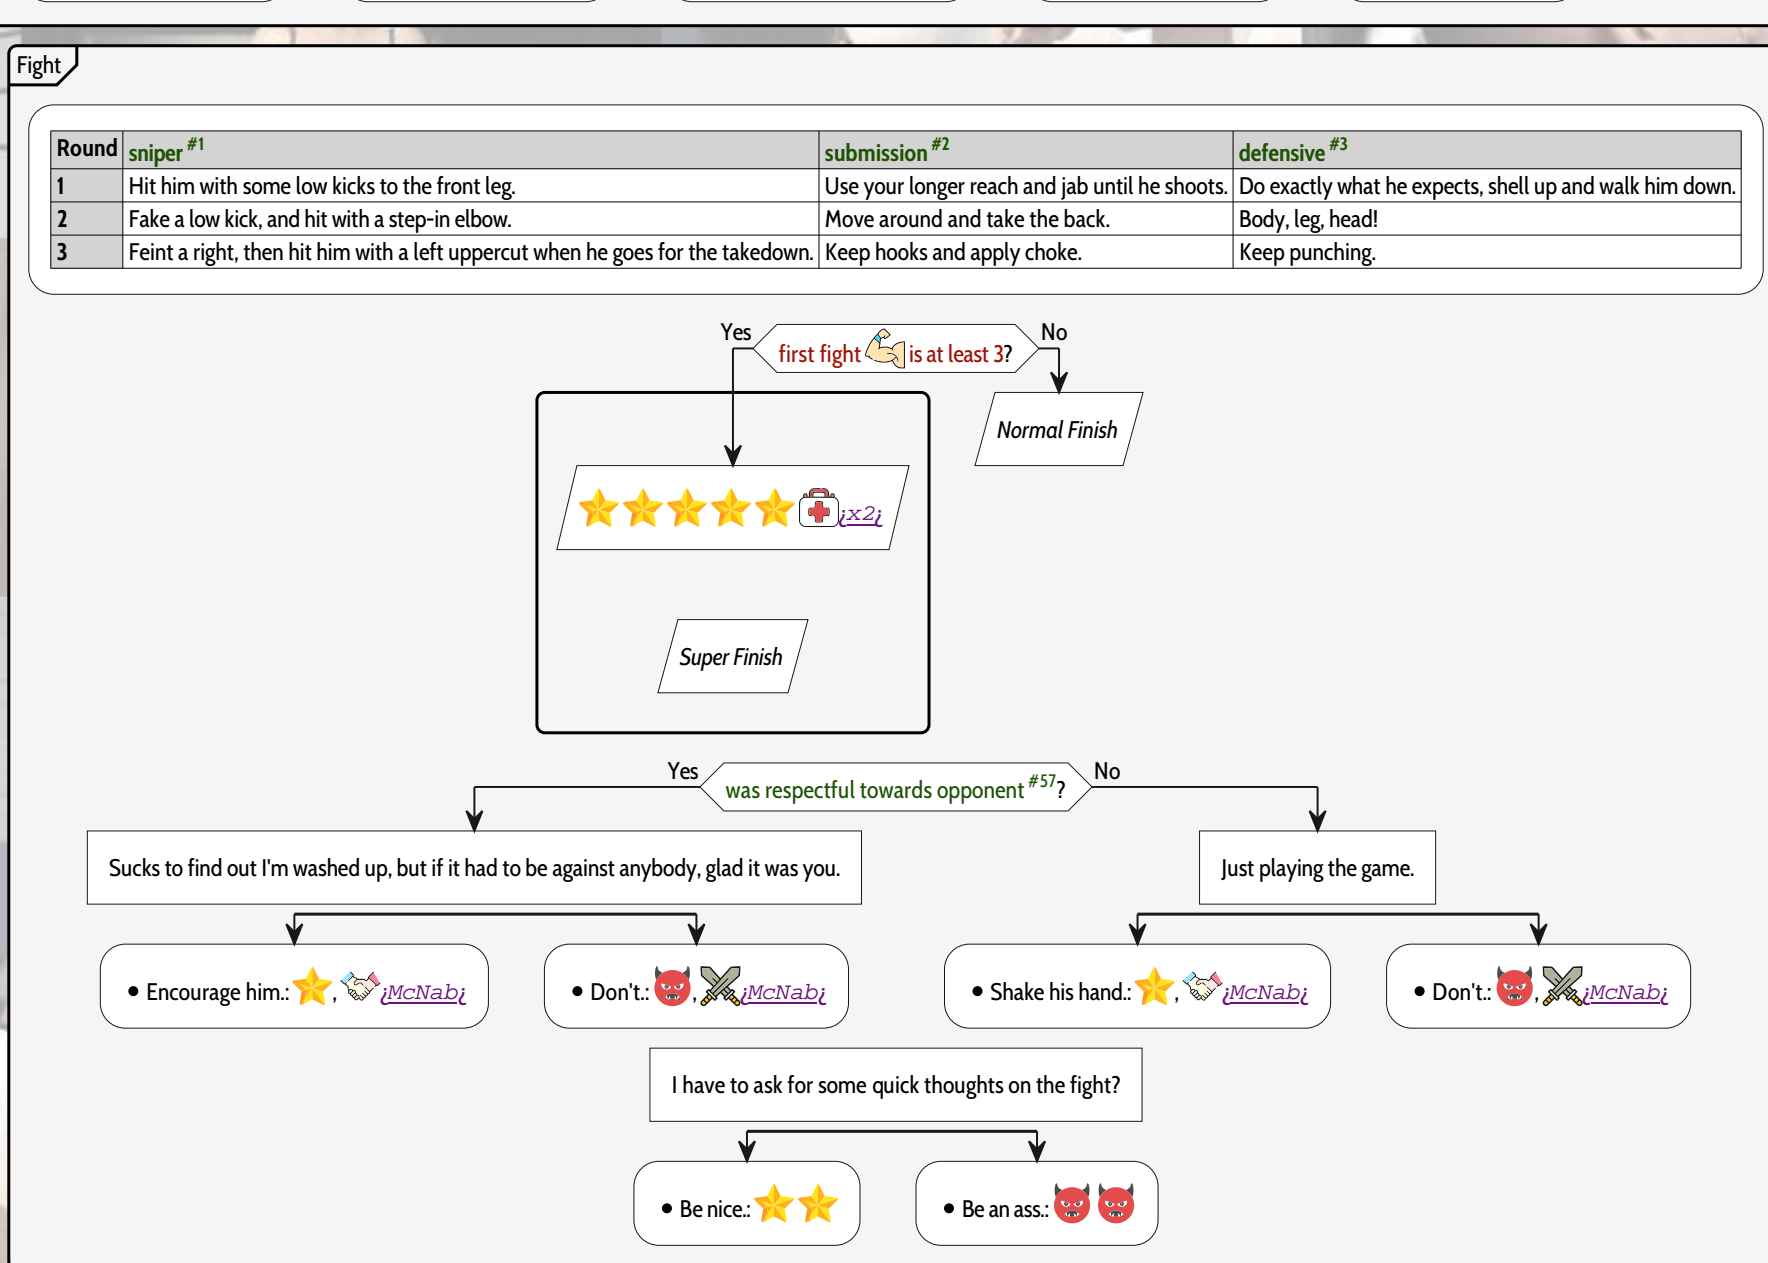 Fight
Round sniper #1 submission #2 defensive #3
1 Hit him with some low kicks to the front leg. Use your longer reach and jab until he shoots. Do exactly what he expects, shell up and walk him down.
2 Fake a low kick, and hit with a step-in elbow. Move around and take the back. Body, leg, head!
3 Feint a right, then hit him with a left uppercut when he goes for the takedown. Keep hooks and apply choke. Keep punching.
Yes first fight is at least 3? No
Normal Finish
¿x2¿
Super Finish
Yes was respectful towards opponent #57? No
Sucks to find out I'm washed up, but if it had to be against anybody, glad it was you. Just playing the game.
• Encourage him.: , ¿McNab¿ • Don't.: , ¿McNab¿ • Shake his hand.: , ¿McNab¿ • Don't.: , ¿McNab¿
I have to ask for some quick thoughts on the fight?
• Be nice.: • Be an ass.: